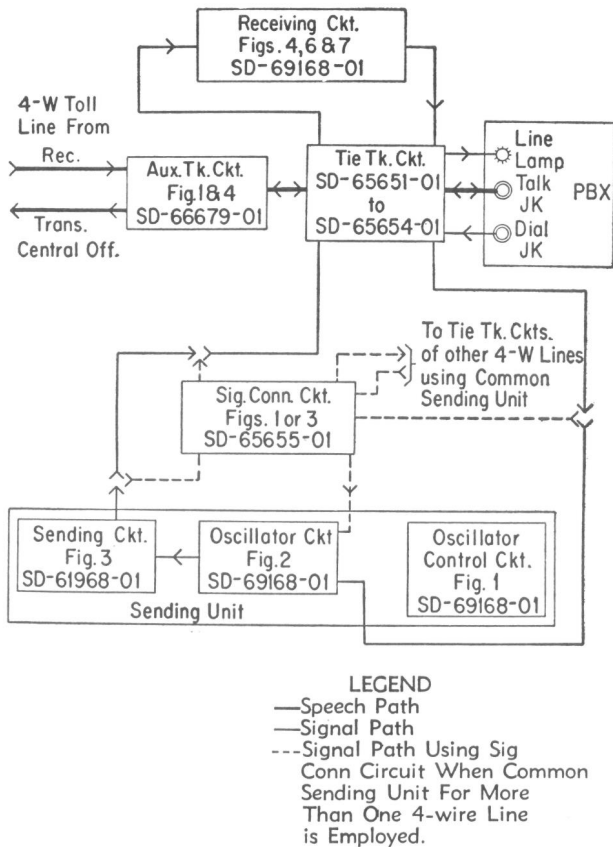 Receiving Ckt.
Figs. 4, 6 & 7
SD-69168-01
4-W Toll
Line From
Rec.
Trans.
Central Off.
Aux. Tk. Ckt.
Fig. 1 & 4
SD-66679-01
Tie Tk. Ckt.
SD-65651-01
to
SD-65654-01
Line
Lamp
Talk
JK
Dial
JK
PBX
To Tie Tk. Ckts.
of other 4-W Lines
using Common
Sending Unit
Sig. Conn. Ckt.
Figs. 1 or 3
SD-65655-01
Sending Ckt.
Fig. 3
SD-61968-01
Oscillator Ckt
Fig. 2
SD-69168-01
Oscillator
Control Ckt.
Fig. 1
SD-69168-01
Sending Unit
LEGEND
Speech Path
Signal Path
Signal Path Using Sig
Conn Circuit When Common
Sending Unit For More
Than One 4-wire Line
is Employed.